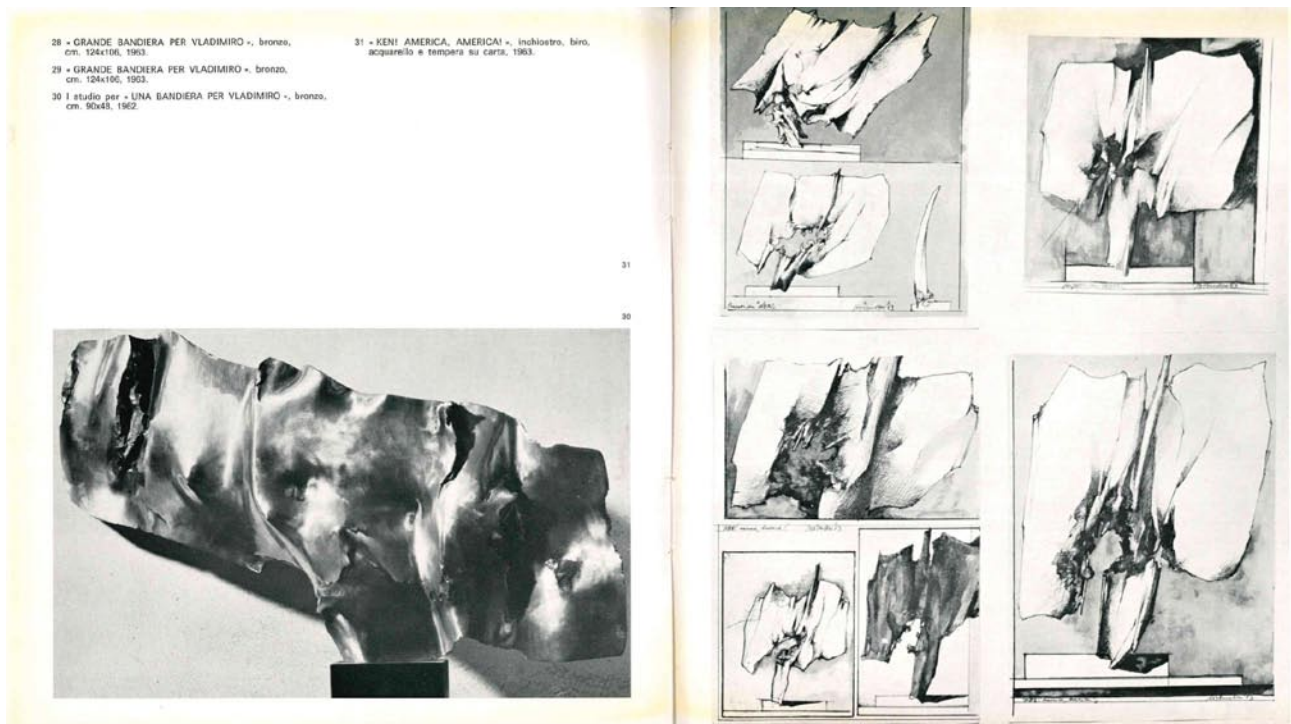 28 « GRANDE BANDIERA PER VLADIMIRO », bronzo,
cm. 124x106, 1963.
29 « GRANDE BANDIERA PER VLADIMIRO », bronzo,
cm. 124x106, 1963.
30 I studio per « UNA BANDIERA PER VLADIMIRO », bronzo,
cm. 90x48, 1962.
31 « KEN! AMERICA, AMERICA! », inchiostro, biro,
acquarello e tempera su carta, 1963.
31
30